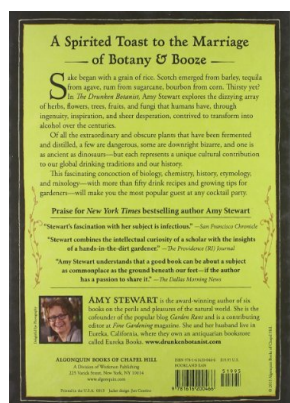 A Spirited Toast to the Marriage
of Botany & Booze
Sake began with a grain of rice. Scotch emerged from barley, tequila
from agave, rum from sugarcane, bourbon from corn. Thirsty yet?
In The Drunken Botanist, Amy Stewart explores the dizzying array
of herbs, flowers, trees, fruits, and fungi that humans have, through
ingenuity, inspiration, and sheer desperation, contrived to transform into
alcohol over the centuries.
Of all the extraordinary and obscure plants that have been fermented
and distilled, a few are dangerous, some are downright bizarre, and one is
as ancient as dinosaurs—but each represents a unique cultural contribution
to our global drinking traditions and our history.
This fascinating concoction of biology, chemistry, history, etymology,
and mixology—with more than fifty drink recipes and growing tips for
gardeners—will make you the most popular guest at any cocktail party.
Praise for New York Times bestselling author Amy Stewart
"Stewart's fascination with her subject is infectious." —San Francisco Chronicle
"Stewart combines the intellectual curiosity of a scholar with the insights
of a hands-in-the-dirt gardener." —The Providence (RI) Journal
"Amy Stewart understands that a good book can be about a subject
as commonplace as the ground beneath our feet—if the author
has a passion to share it." —The Dallas Morning News
AMY STEWART is the award-winning author of six
books on the perils and pleasures of the natural world. She is the
cofounder of the popular blog Garden Rant and is a contributing
editor at Fine Gardening magazine. She and her husband live in
Eureka, California, where they own an antiquarian bookstore
called Eureka Books. www.drunkenbotanist.com
ALGONQUIN BOOKS OF CHAPEL HILL
A Division of Workman Publishing
225 Varick Street, New York, NY 10014
www.algonquin.com